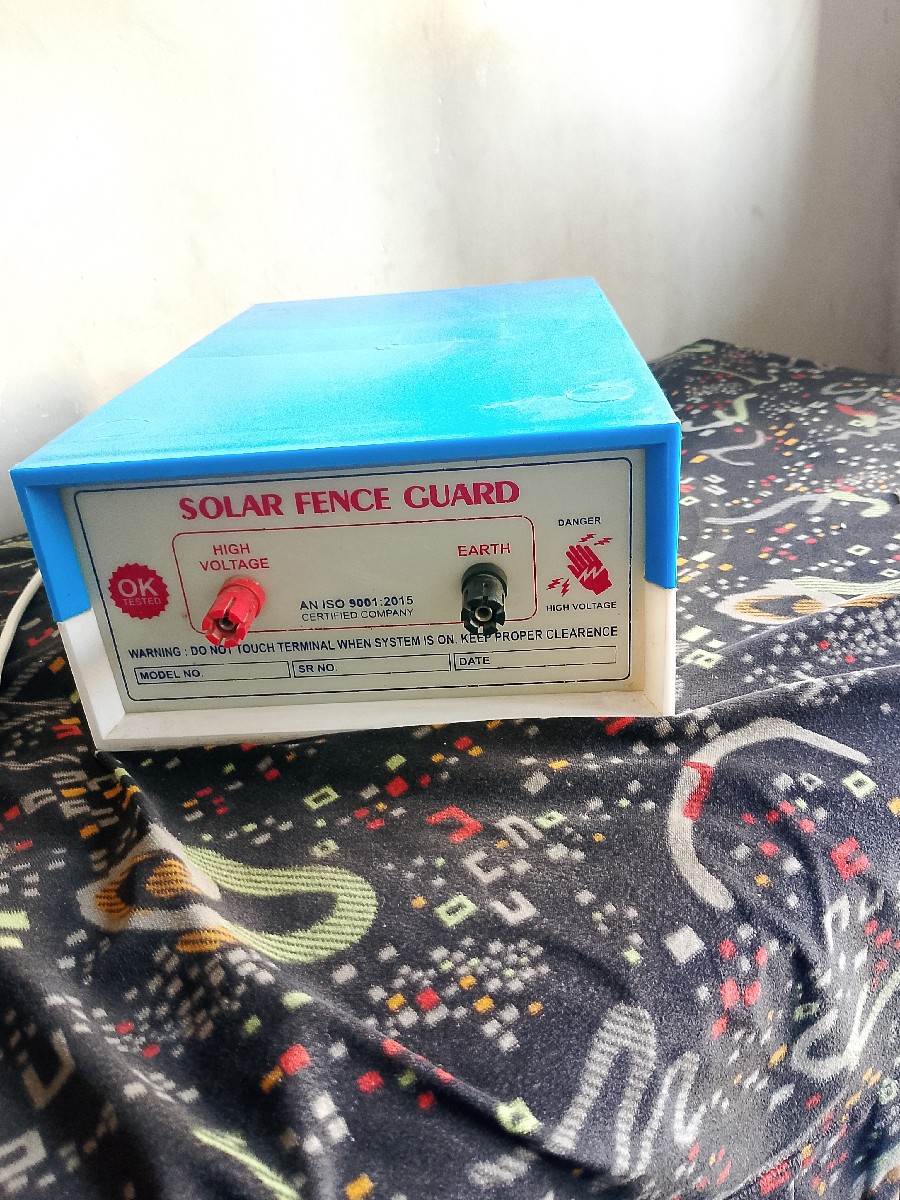 SOLAR FENCE GUARD
HIGH
VOLTAGE
EARTH
DANGER
HIGH VOLTAGE
OK
TESTED
AN ISO 9001:2015
CERTIFIED COMPANY
WARNING : DO NOT TOUCH TERMINAL WHEN SYSTEM IS ON. KEEP PROPER CLEARENCE
MODEL NO.
SR NO.
DATE